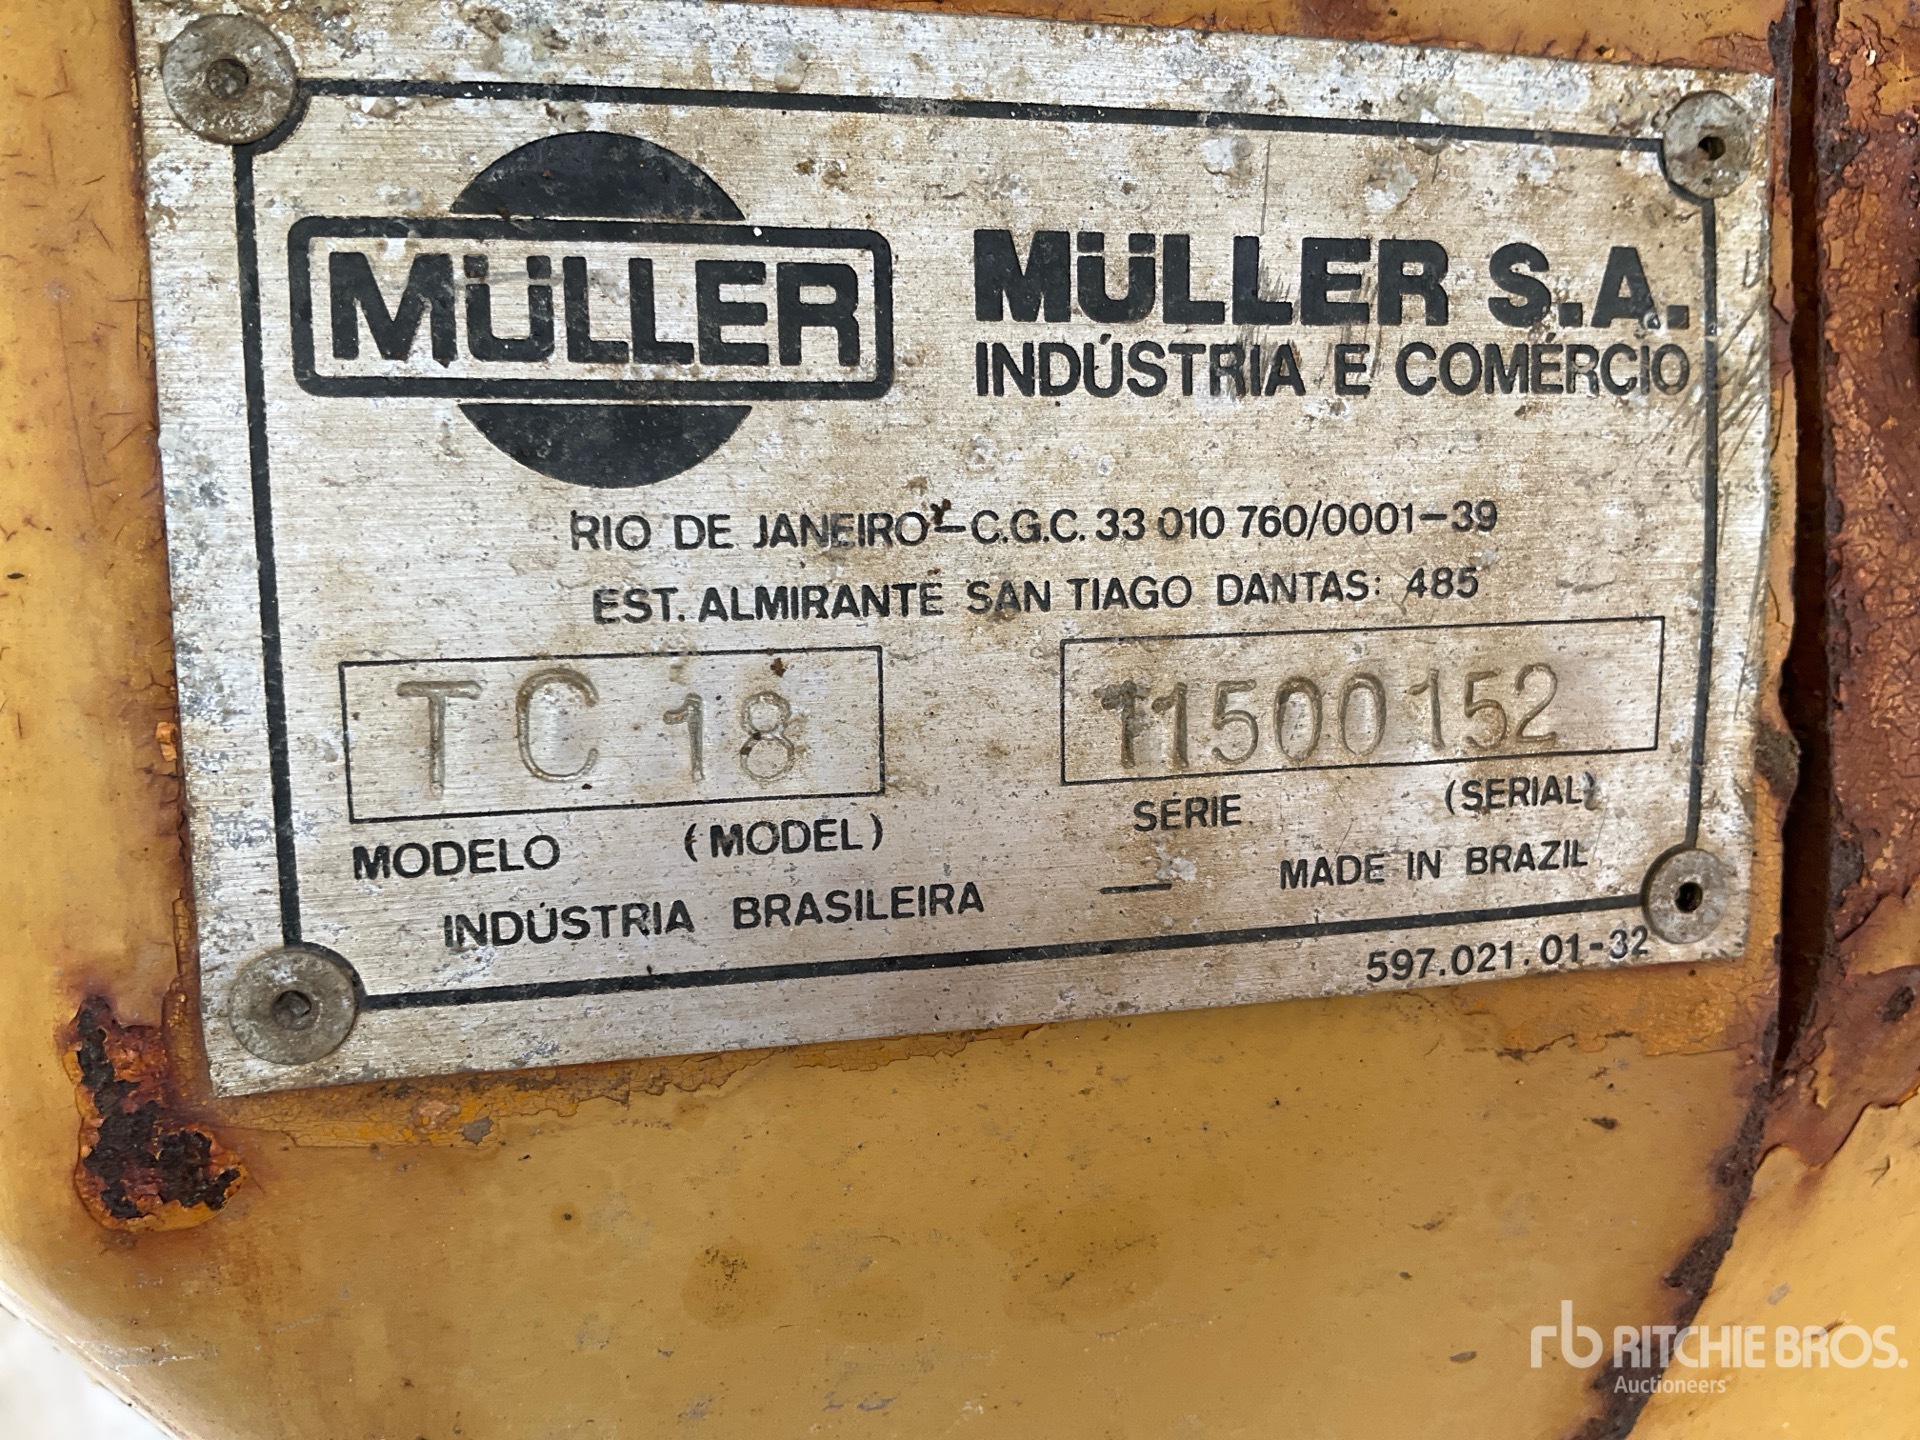 MÜLLER
MÜLLER S.A.
INDÚSTRIA E COMÉRCIO
RIO DE JANEIRO - C.G.C. 33 010 760/0001-39
EST. ALMIRANTE SAN TIAGO DANTAS: 485
TC 18
11500152
MODELO (MODEL)
SÉRIE (SERIAL)
INDÚSTRIA BRASILEIRA — MADE IN BRAZIL
597.021.01-32
rb RITCHIE BROS.
Auctioneers